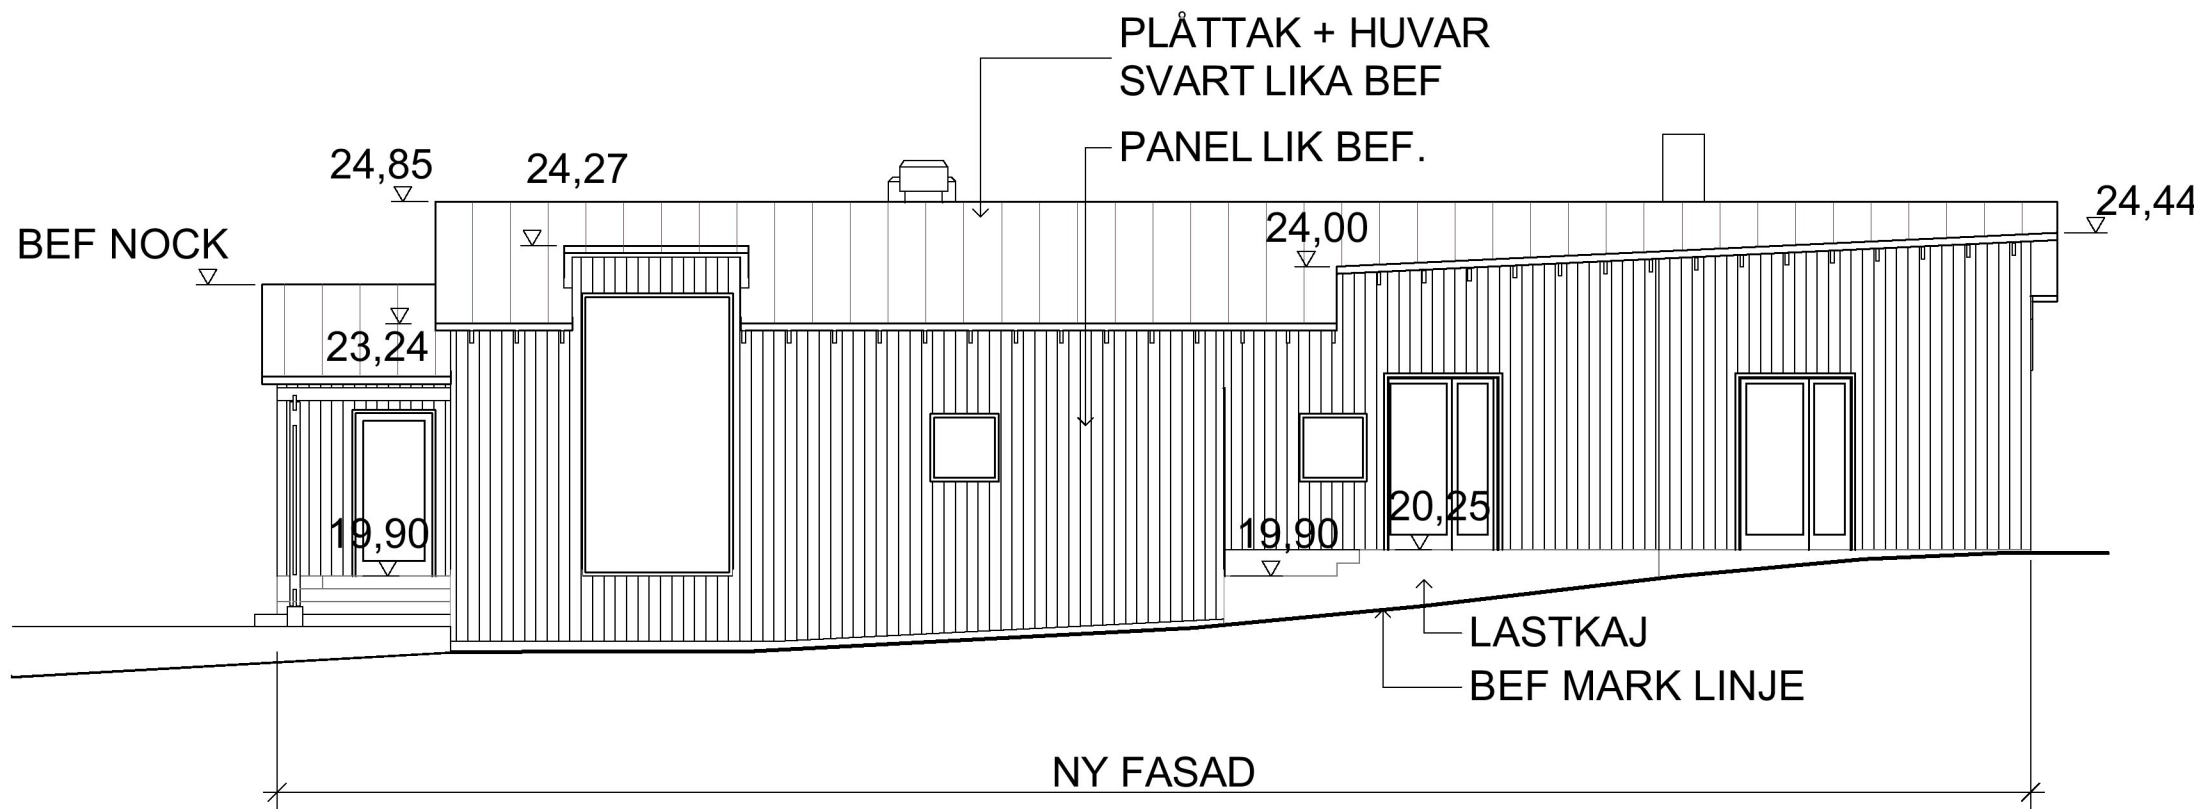 PLÅTTAK + HUVAR
SVART LIKA BEF
PANEL LIK BEF.
24,85
24,27
24,44
24,00
BEF NOCK
23,24
19,90
19,90
20,25
LASTKAJ
BEF MARK LINJE
NY FASAD